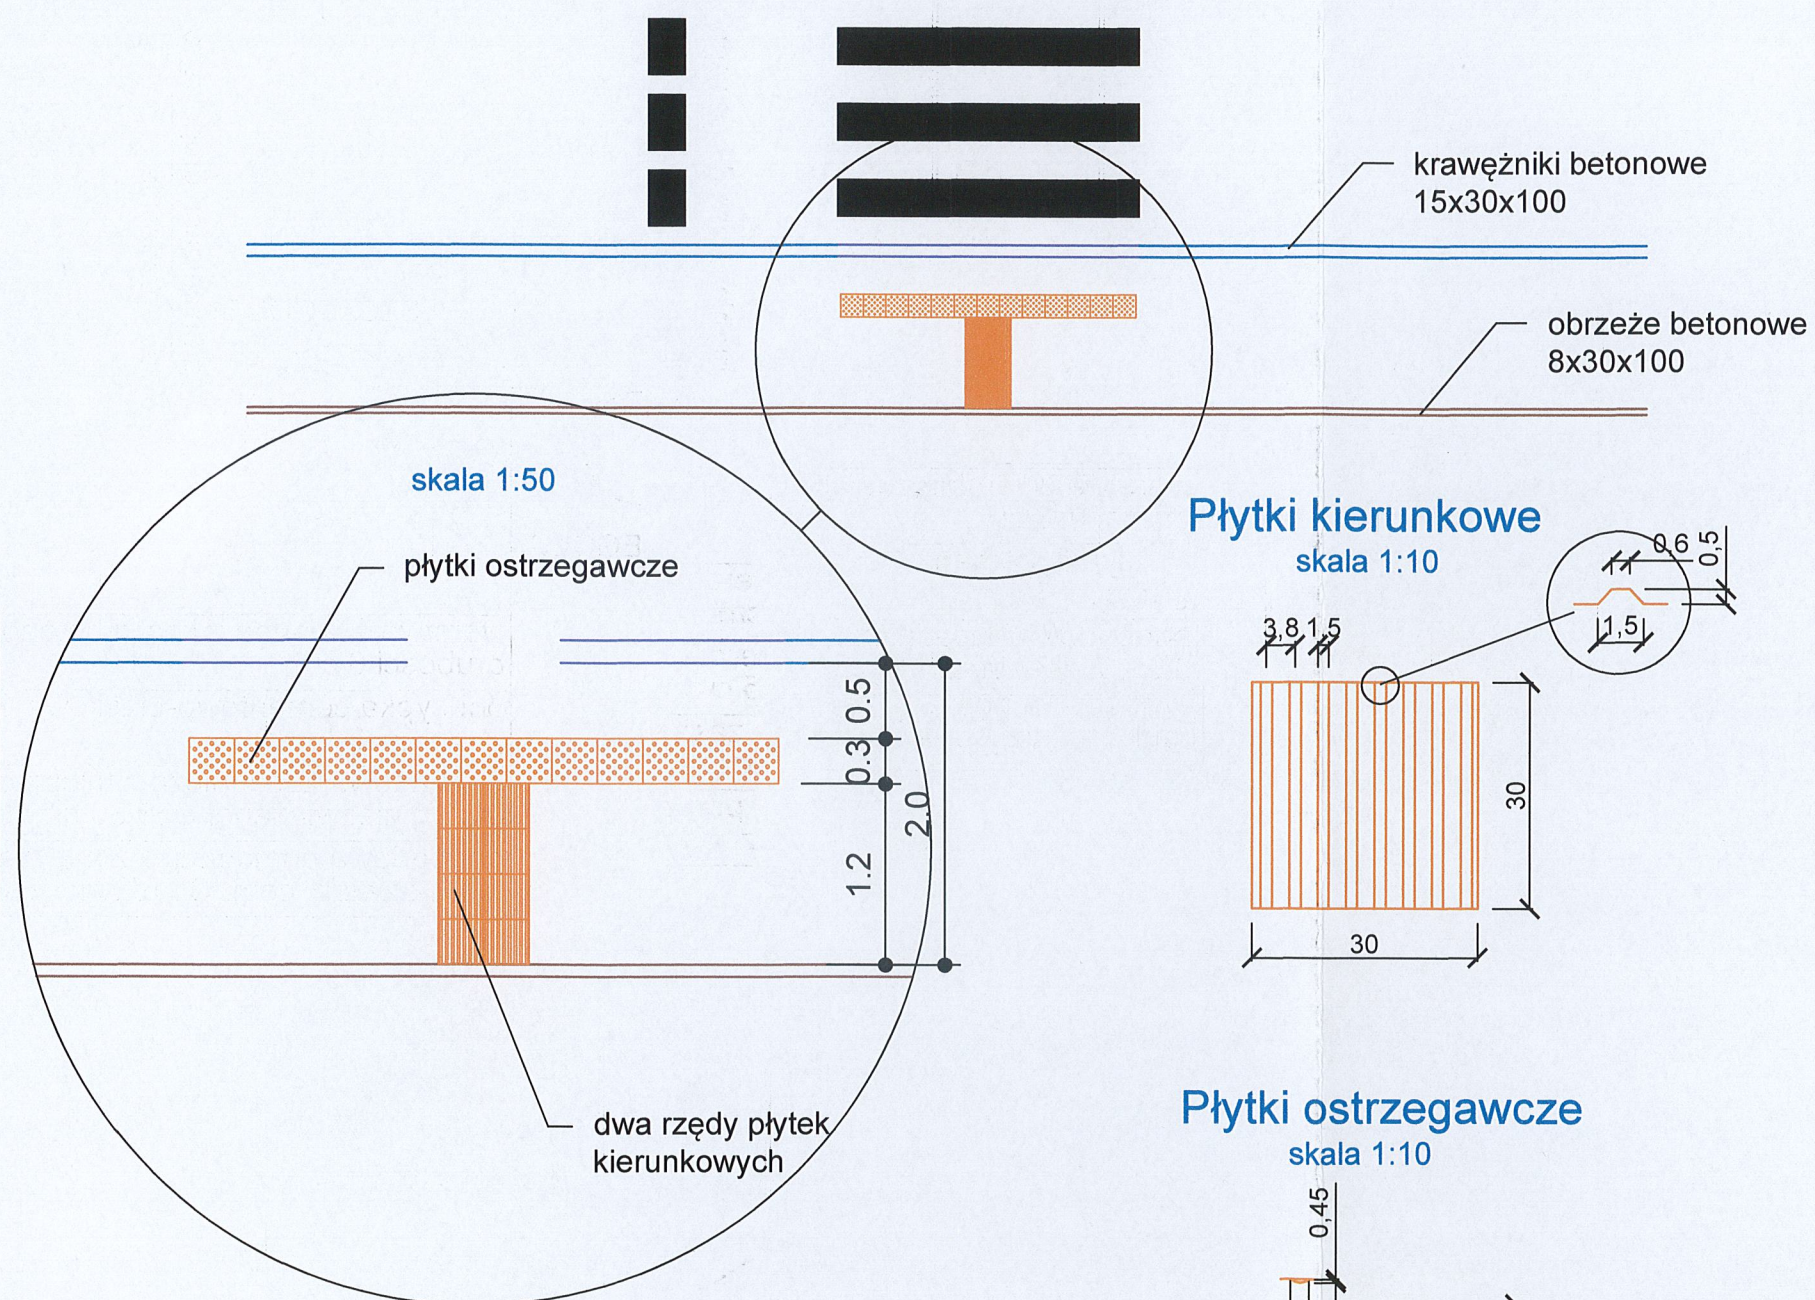 krawężniki betonowe
15x30x100
obrzeże betonowe
8x30x100
skala 1:50
płytki ostrzegawcze
0.5
0.3
2.0
1.2
dwa rzędy płytek
kierunkowych
Płytki kierunkowe
skala 1:10
0,6
0,5
1,5
3,8
1,5
30
30
Płytki ostrzegawcze
skala 1:10
0,45